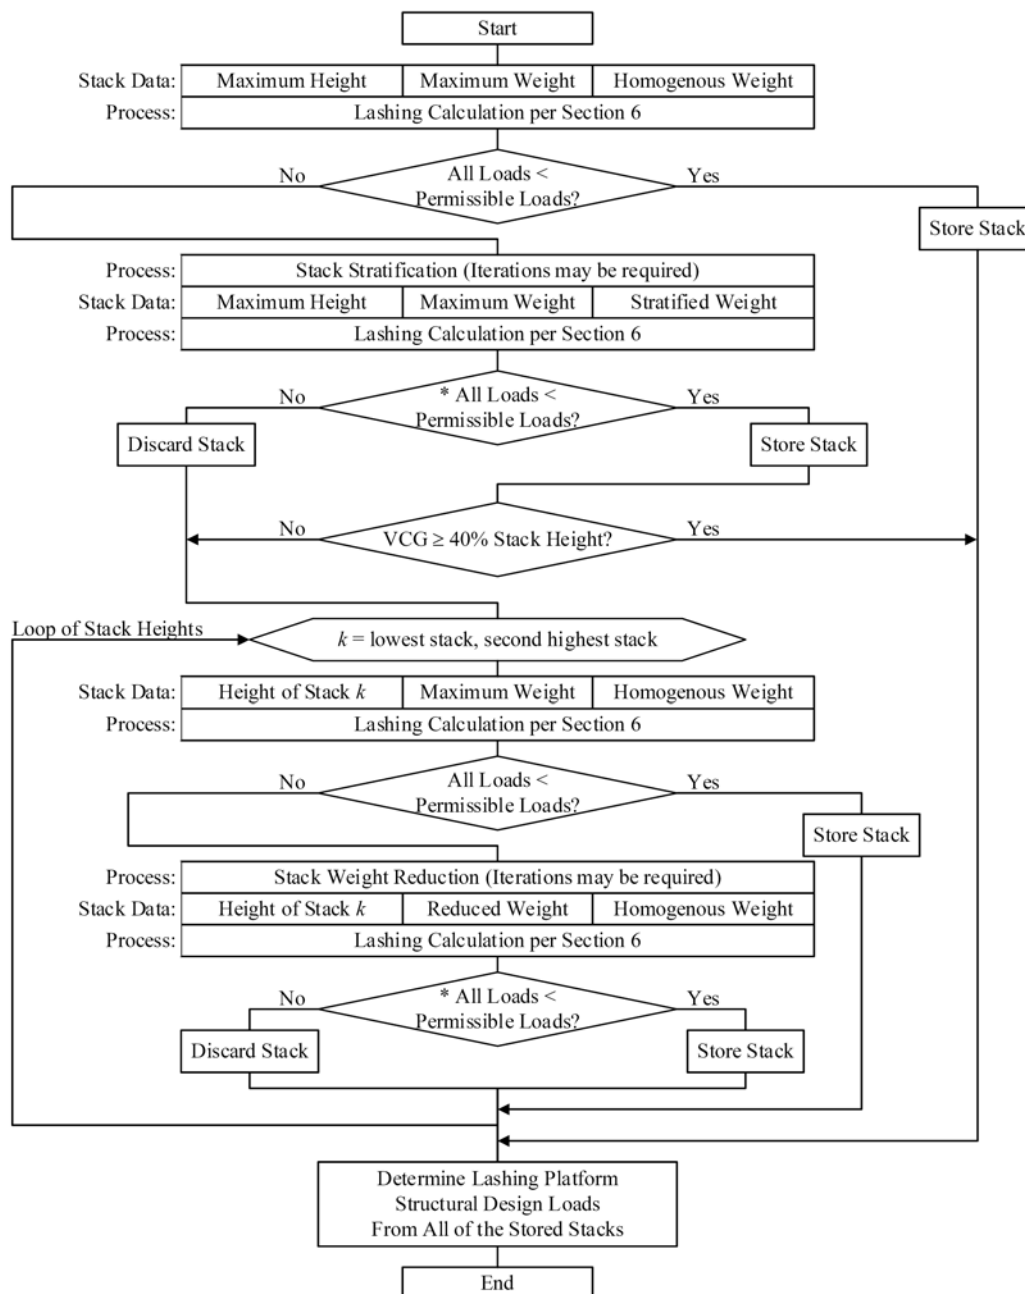 Start
Stack Data: Maximum Height Maximum Weight Homogenous Weight
Process: Lashing Calculation per Section 6
No All Loads < Yes
Permissible Loads?
Store Stack
Process: Stack Stratification (Iterations may be required)
Stack Data: Maximum Height Maximum Weight Stratified Weight
Process: Lashing Calculation per Section 6
No * All Loads < Yes
Permissible Loads?
Discard Stack Store Stack
No VCG ≥ 40% Stack Height? Yes
Loop of Stack Heights k = lowest stack, second highest stack
Stack Data: Height of Stack k Maximum Weight Homogenous Weight
Process: Lashing Calculation per Section 6
No All Loads < Yes
Permissible Loads?
Store Stack
Process: Stack Weight Reduction (Iterations may be required)
Stack Data: Height of Stack k Reduced Weight Homogenous Weight
Process: Lashing Calculation per Section 6
No * All Loads < Yes
Permissible Loads?
Discard Stack Store Stack
Determine Lashing Platform
Structural Design Loads
From All of the Stored Stacks
End